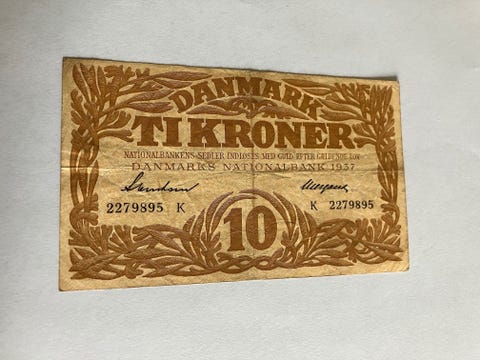 DANMARK
TI KRONER
NATIONALBANKENS SEDLER INDLØSES MED GULD EFTER GÆLDENDE LOV
DANMARKS NATIONALBANK 1937
2279895 K K 2279895
10